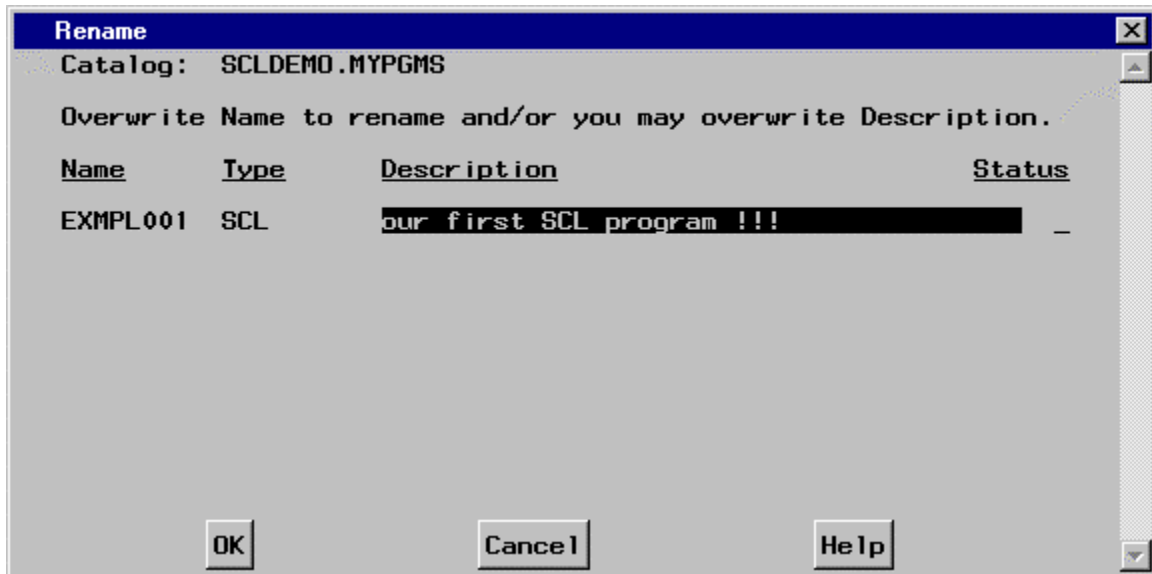 Rename
Catalog: SCLDEMO.MYPGMS
Overwrite Name to rename and/or you may overwrite Description.
Name Type Description Status
EXMPL001 SCL our first SCL program !!! _
OK Cancel Help